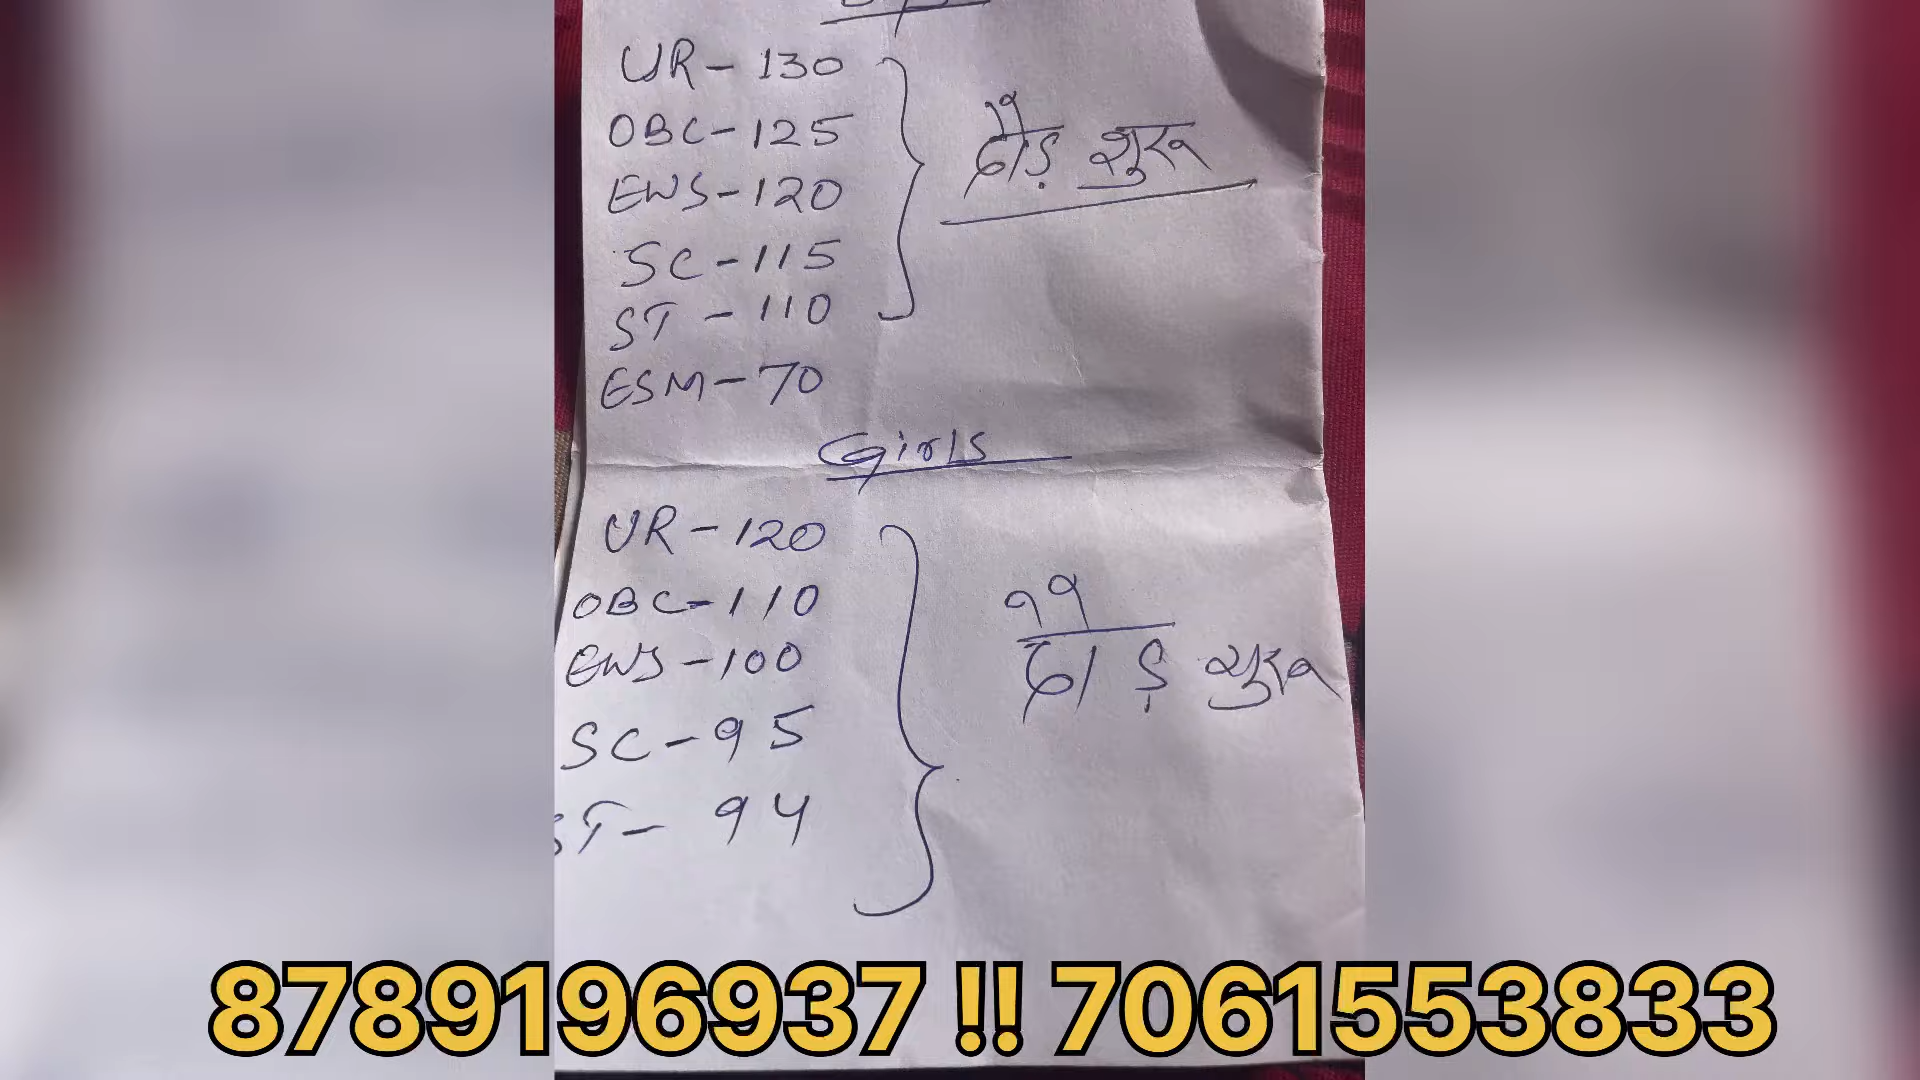 UR - 130
OBC - 125
EWS - 120
SC - 115
ST - 110
दौड़ शुरू
ESM - 70
Girls
UR - 120
OBC - 110
EWS - 100
SC - 95
ST - 94
दौड़ शुरू
8789196937 !! 7061553833